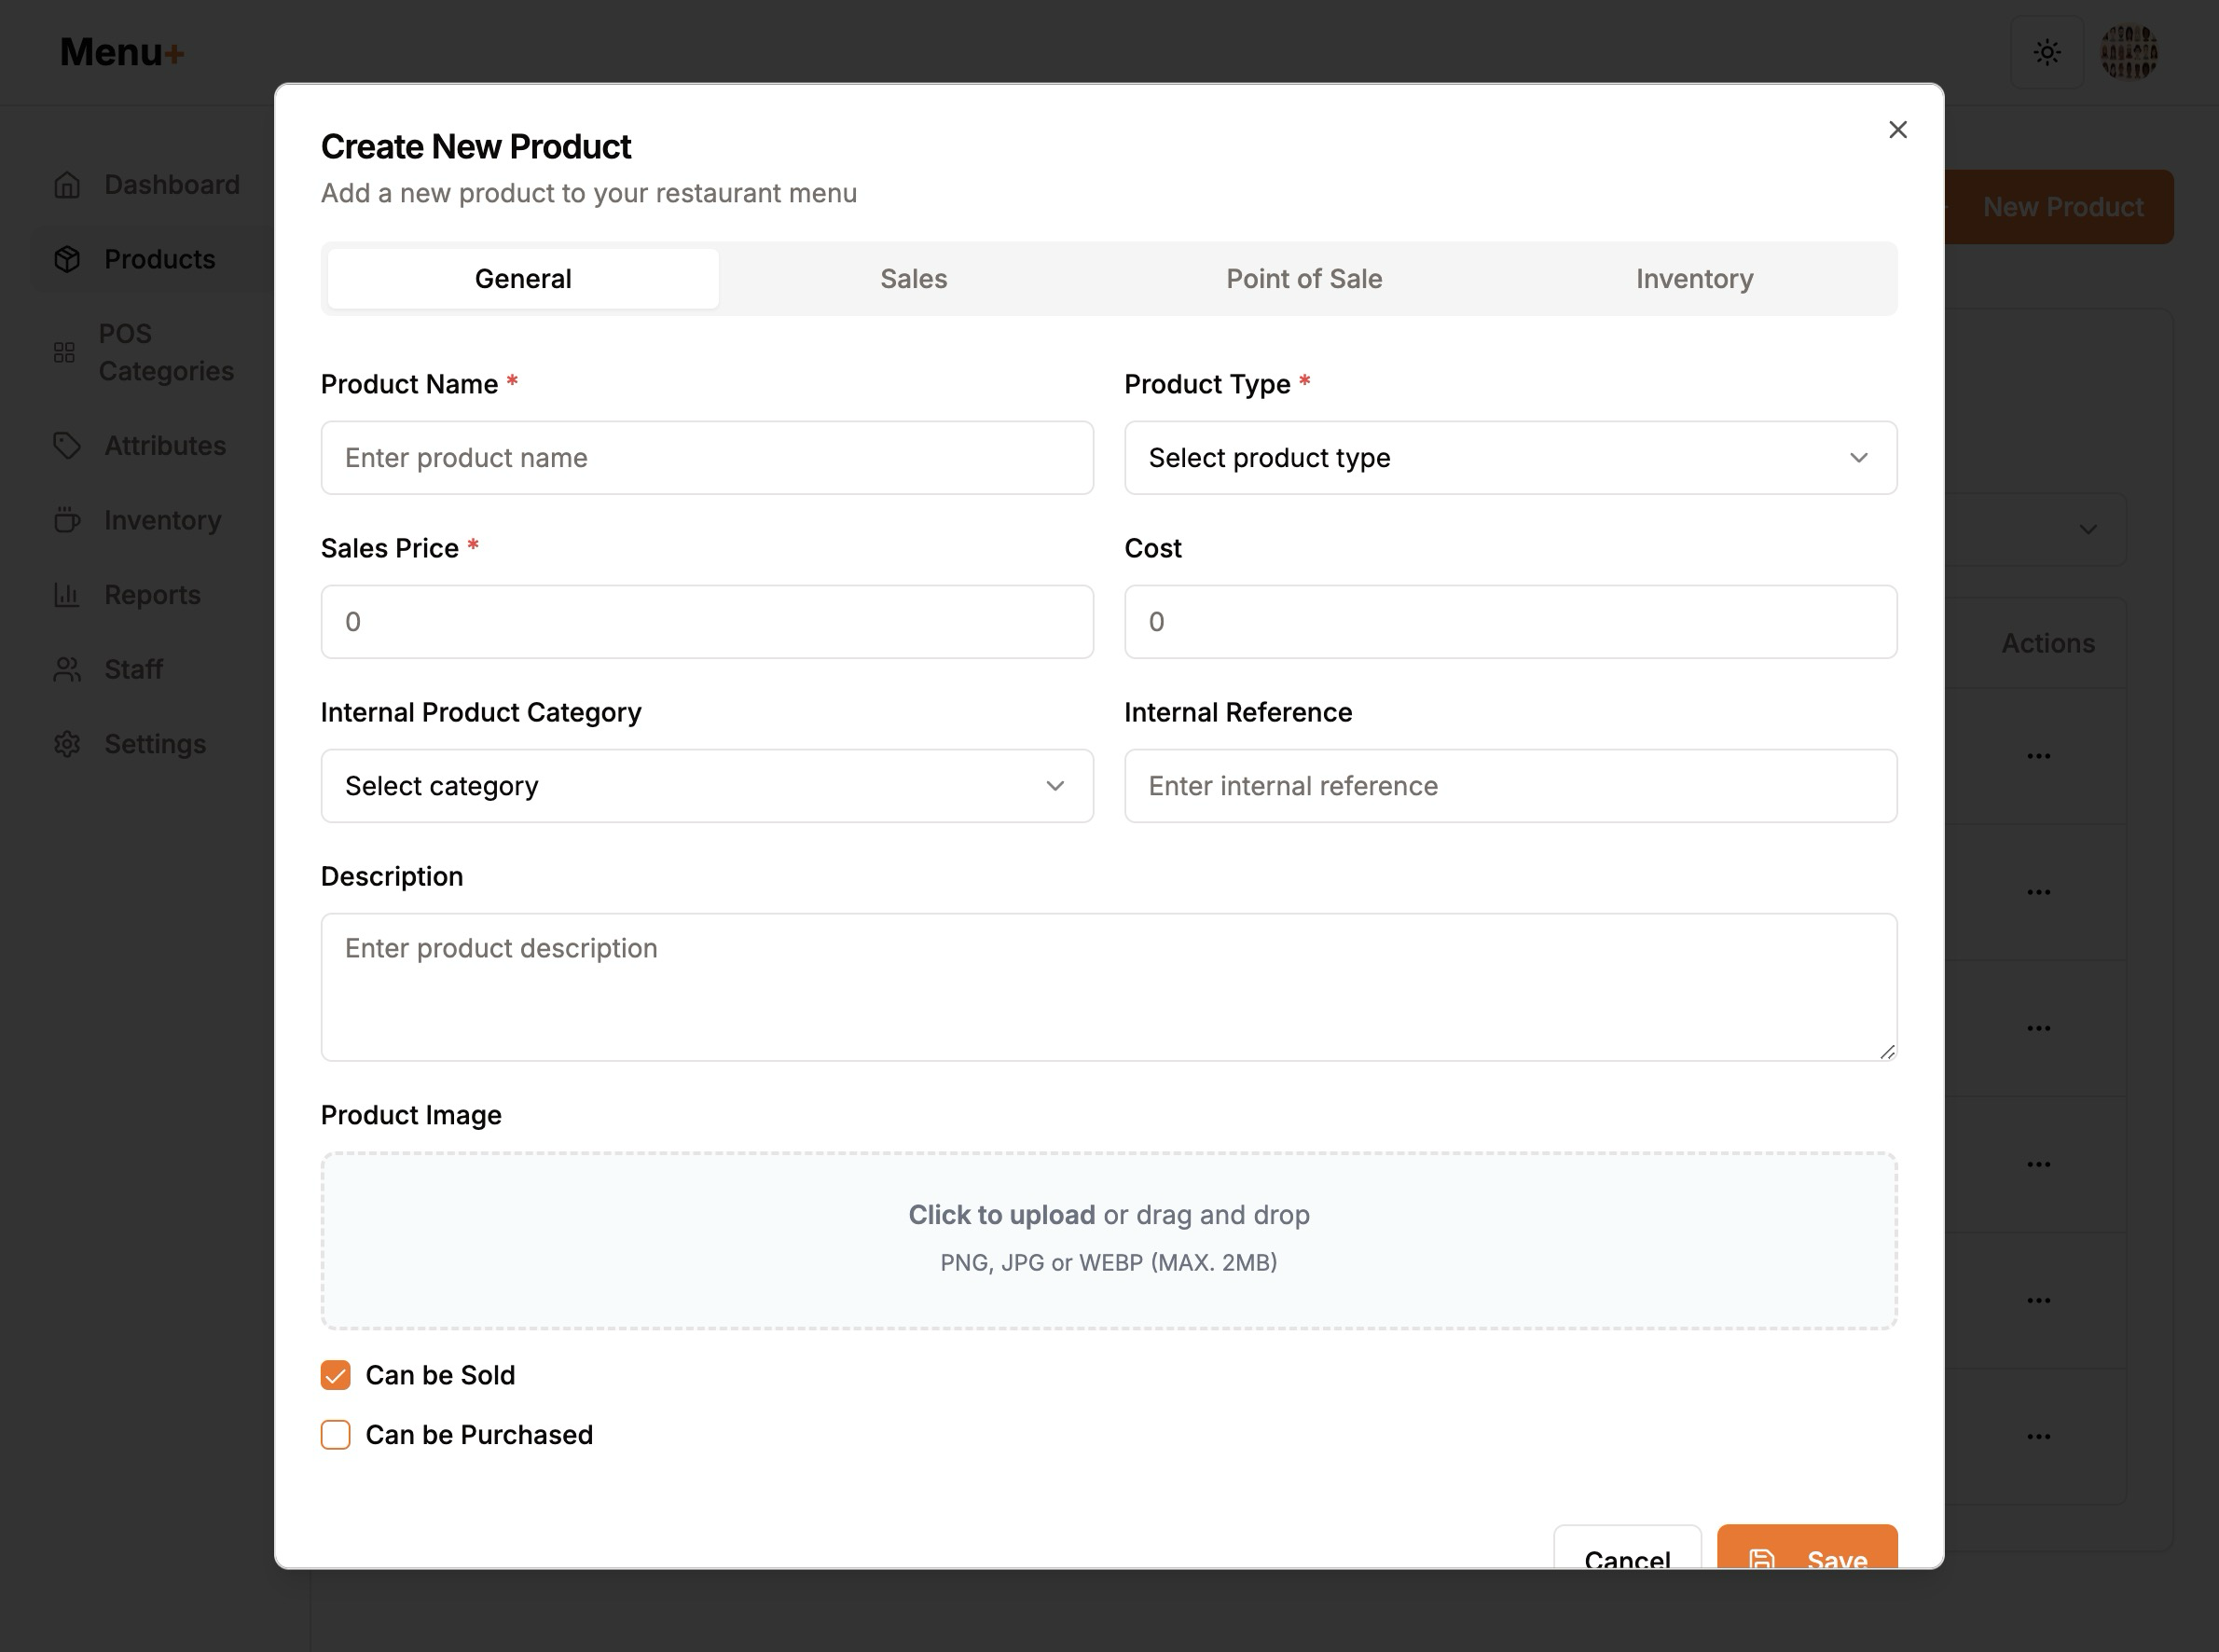 Menu+
Dashboard
Products
POS
Categories
Attributes
Inventory
Reports
Staff
Settings
New Product
Actions
Create New Product
Add a new product to your restaurant menu
General
Sales
Point of Sale
Inventory
Product Name *
Product Type *
Enter product name
Select product type
Sales Price *
Cost
0
0
Internal Product Category
Internal Reference
Select category
Enter internal reference
Description
Enter product description
Product Image
Click to upload or drag and drop
PNG, JPG or WEBP (MAX. 2MB)
Can be Sold
Can be Purchased
Cancel
Save